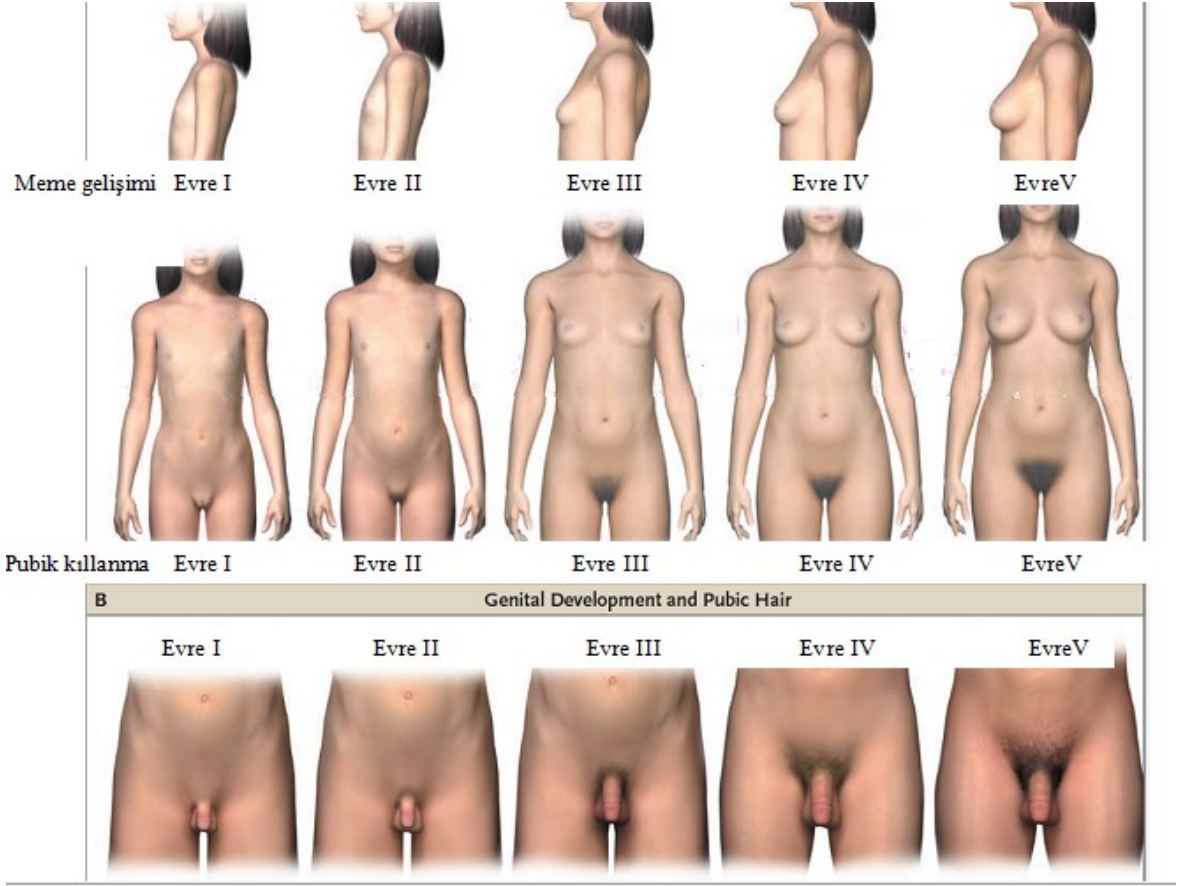 Meme gelişimi Evre I Evre II Evre III Evre IV EvreV
Pubik kıllanma Evre I Evre II Evre III Evre IV EvreV
B Genital Development and Pubic Hair
Evre I Evre II Evre III Evre IV EvreV